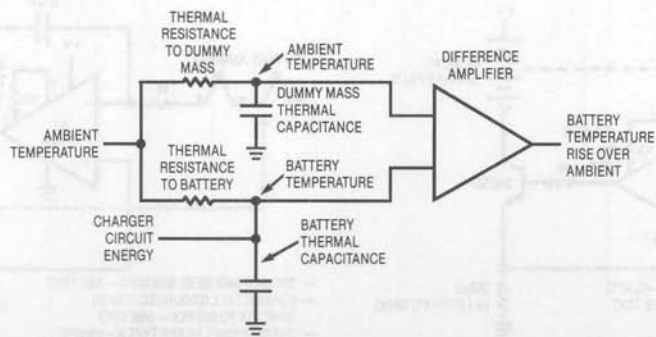 THERMAL
RESISTANCE
TO DUMMY
MASS
AMBIENT
TEMPERATURE
DIFFERENCE
AMPLIFIER
DUMMY MASS
THERMAL
CAPACITANCE
AMBIENT
TEMPERATURE
BATTERY
TEMPERATURE
RISE OVER
AMBIENT
THERMAL
RESISTANCE
TO BATTERY
BATTERY
TEMPERATURE
CHARGER
CIRCUIT
ENERGY
BATTERY
THERMAL
CAPACITANCE